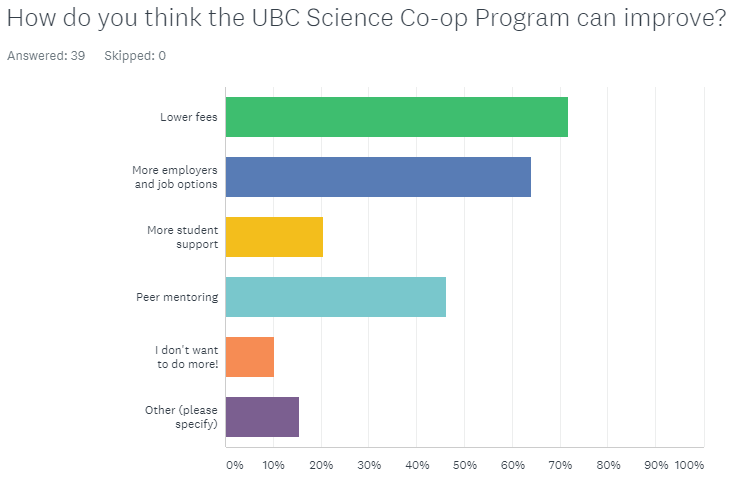 How do you think the UBC Science Co-op Program can improve?
Answered: 39 Skipped: 0
Lower fees
More employers
and job options
More student
support
Peer mentoring
I don't want
to do more!
Other (please
specify)
0% 10% 20% 30% 40% 50% 60% 70% 80% 90% 100%